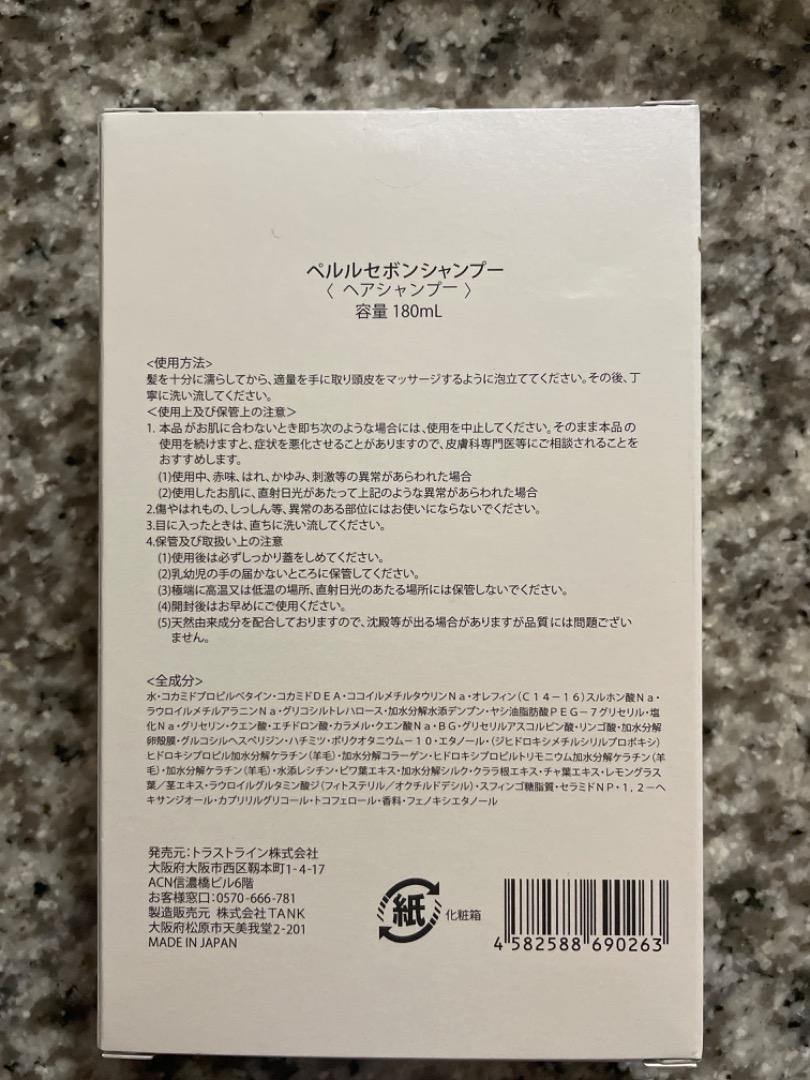 ペルルセボンシャンプー
〈 ヘアシャンプー 〉
容量 180mL
<使用方法>
髪を十分に濡らしてから、適量を手に取り頭皮をマッサージするように泡立ててください。その後、丁
寧に洗い流してください。
<使用上及び保管上の注意>
1. 本品がお肌に合わないとき即ち次のような場合には、使用を中止してください。そのまま本品の
使用を続けますと、症状を悪化させることがありますので、皮膚科専門医等にご相談されることを
おすすめします。
(1)使用中、赤味、はれ、かゆみ、刺激等の異常があらわれた場合
(2)使用したお肌に、直射日光があたって上記のような異常があらわれた場合
2.傷やはれもの、しっしん等、異常のある部位にはお使いにならないでください。
3.目に入ったときは、直ちに洗い流してください。
4.保管及び取扱い上の注意
(1)使用後は必ずしっかり蓋をしめてください。
(2)乳幼児の手の届かないところに保管してください。
(3)極端に高温又は低温の場所、直射日光のあたる場所には保管しないでください。
(4)開封後はお早めにご使用ください。
(5)天然由来成分を配合しておりますので、沈殿等が出る場合がありますが品質には問題ござい
ません。
<全成分>
水・コカミドプロピルベタイン・コカミドDEA・ココイルメチルタウリンNa・オレフィン(C14-16)スルホン酸Na・
ラウロイルメチルアラニンNa・グリコシルトレハロース・加水分解水添デンプン・ヤシ油脂肪酸PEG-7グリセリル・塩
化Na・グリセリン・クエン酸・エチドロン酸・カラメル・クエン酸Na・BG・グリセリルアスコルビン酸・リンゴ酸・加水分解
卵殻膜・グルコシルヘスペリジン・ハチミツ・ポリクオタニウム-10・エタノール・(ジヒドロキシメチルシリルプロポキシ)
ヒドロキシプロピル加水分解ケラチン(羊毛)・加水分解コラーゲン・ヒドロキシプロピルトリモニウム加水分解ケラチン(羊
毛)・加水分解ケラチン(羊毛)・水添レシチン・ビワ葉エキス・加水分解シルク・クララ根エキス・チャ葉エキス・レモングラス
葉/茎エキス・ラウロイルグルタミン酸ジ(フィトステリル/オクチルドデシル)・スフィンゴ糖脂質・セラミドNP・1,2-ヘ
キサンジオール・カプリリルグリコール・トコフェロール・香料・フェノキシエタノール
発売元:トラストライン株式会社
大阪府大阪市西区靱本町1-4-17
ACN信濃橋ビル6階
お客様窓口:0570-666-781
製造販売元 株式会社TANK
大阪府松原市天美我堂2-201
MADE IN JAPAN
紙 化粧箱
4 582588 690263